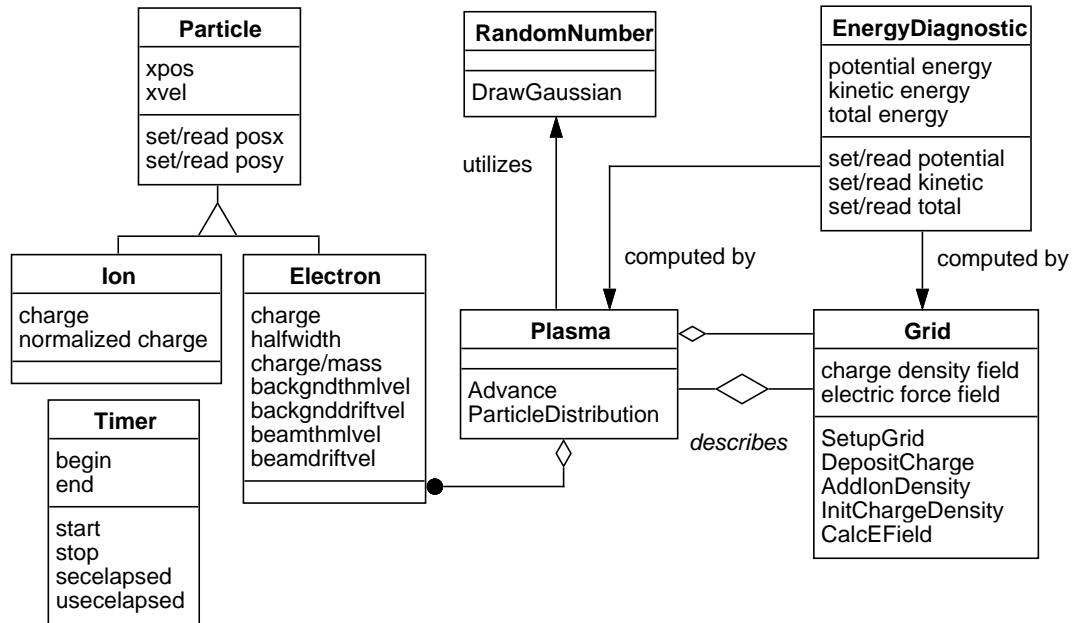 Particle
xpos
xvel
set/read posx
set/read posy
RandomNumber
DrawGaussian
EnergyDiagnostic
potential energy
kinetic energy
total energy
set/read potential
set/read kinetic
set/read total
utilizes
computed by
computed by
Ion
charge
normalized charge
Electron
charge
halfwidth
charge/mass
backgndthmlvel
backgnddriftvel
beamthmlvel
beamdriftvel
Plasma
Advance
ParticleDistribution
describes
Grid
charge density field
electric force field
SetupGrid
DepositCharge
AddIonDensity
InitChargeDensity
CalcEField
Timer
begin
end
start
stop
secelapsed
usecelapsed